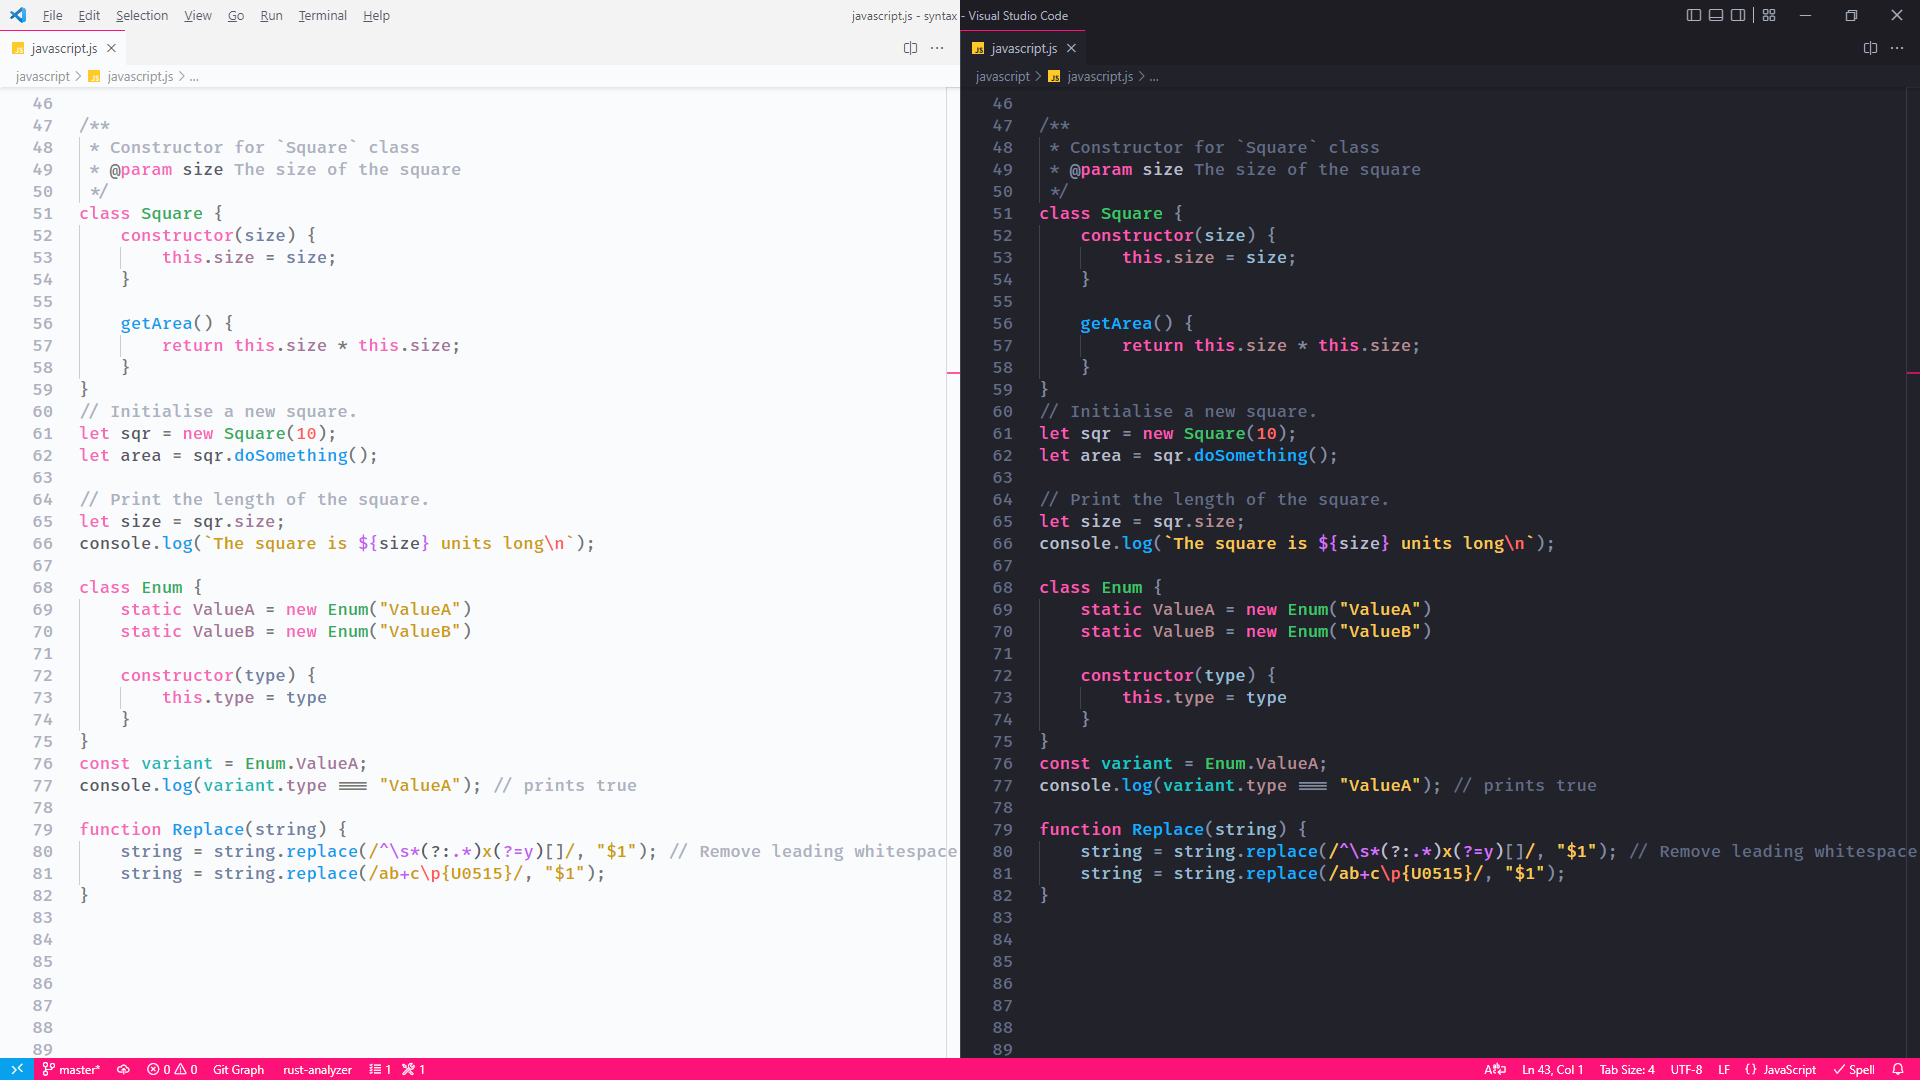 File Edit Selection View Go Run Terminal Help javascript.js - syntax - Visual Studio Code
JS javascript.js
javascript > JS javascript.js > ...
46
47 /**
48  * Constructor for `Square` class
49  * @param size The size of the square
50  */
51 class Square {
52     constructor(size) {
53         this.size = size;
54     }
55
56     getArea() {
57         return this.size * this.size;
58     }
59 }
60 // Initialise a new square.
61 let sqr = new Square(10);
62 let area = sqr.doSomething();
63
64 // Print the length of the square.
65 let size = sqr.size;
66 console.log(`The square is ${size} units long\n`);
67
68 class Enum {
69     static ValueA = new Enum("ValueA")
70     static ValueB = new Enum("ValueB")
71
72     constructor(type) {
73         this.type = type
74     }
75 }
76 const variant = Enum.ValueA;
77 console.log(variant.type === "ValueA"); // prints true
78
79 function Replace(string) {
80     string = string.replace(/^\s*(?:.*)x(?=y)[]/, "$1"); // Remove leading whitespace
81     string = string.replace(/ab+c\p{U0515}/, "$1");
82 }
83
84
85
86
87
88
89
JS javascript.js
javascript > JS javascript.js > ...
46
47 /**
48  * Constructor for `Square` class
49  * @param size The size of the square
50  */
51 class Square {
52     constructor(size) {
53         this.size = size;
54     }
55
56     getArea() {
57         return this.size * this.size;
58     }
59 }
60 // Initialise a new square.
61 let sqr = new Square(10);
62 let area = sqr.doSomething();
63
64 // Print the length of the square.
65 let size = sqr.size;
66 console.log(`The square is ${size} units long\n`);
67
68 class Enum {
69     static ValueA = new Enum("ValueA")
70     static ValueB = new Enum("ValueB")
71
72     constructor(type) {
73         this.type = type
74     }
75 }
76 const variant = Enum.ValueA;
77 console.log(variant.type === "ValueA"); // prints true
78
79 function Replace(string) {
80     string = string.replace(/^\s*(?:.*)x(?=y)[]/, "$1"); // Remove leading whitespace
81     string = string.replace(/ab+c\p{U0515}/, "$1");
82 }
83
84
85
86
87
88
89
master* 0 0 Git Graph rust-analyzer 1 1 Ln 43, Col 1 Tab Size: 4 UTF-8 LF {} JavaScript Spell